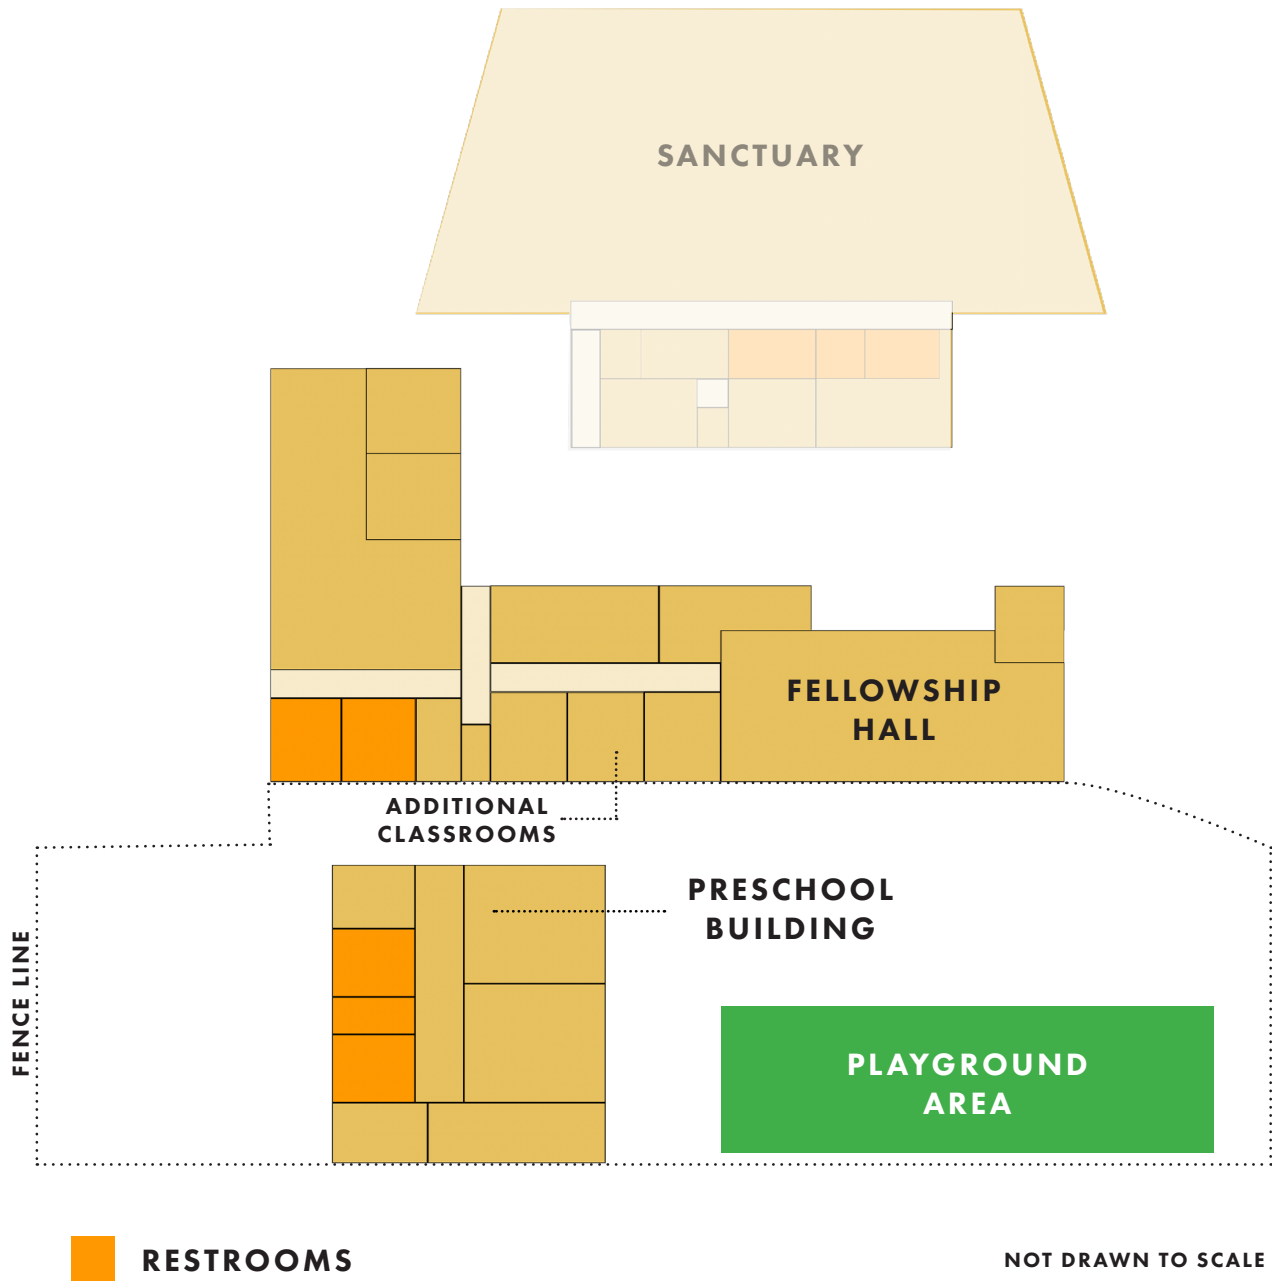 SANCTUARY
FELLOWSHIP
HALL
ADDITIONAL
CLASSROOMS
PRESCHOOL
BUILDING
FENCE LINE
PLAYGROUND
AREA
RESTROOMS
NOT DRAWN TO SCALE